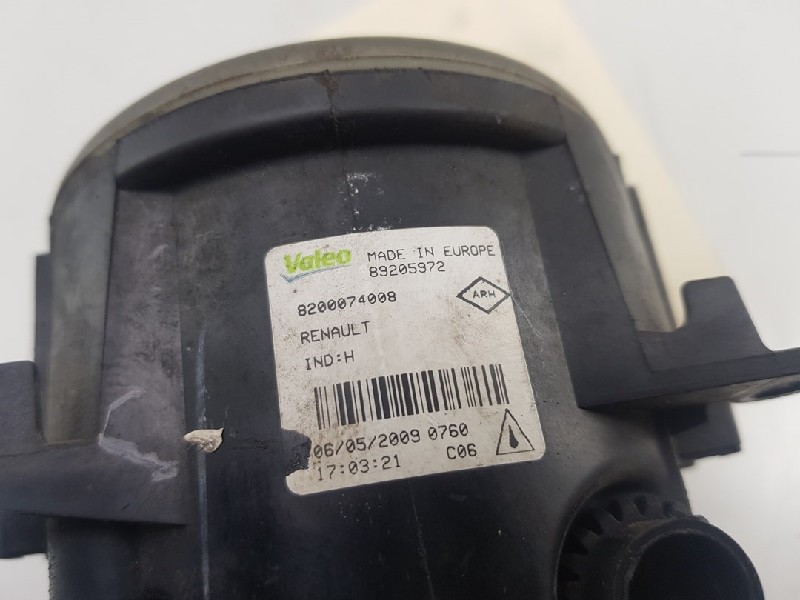 Valeo MADE IN EUROPE
89205972
8200074008
ARH
RENAULT
IND:H
06/05/2009 0760
17:03:21 C06